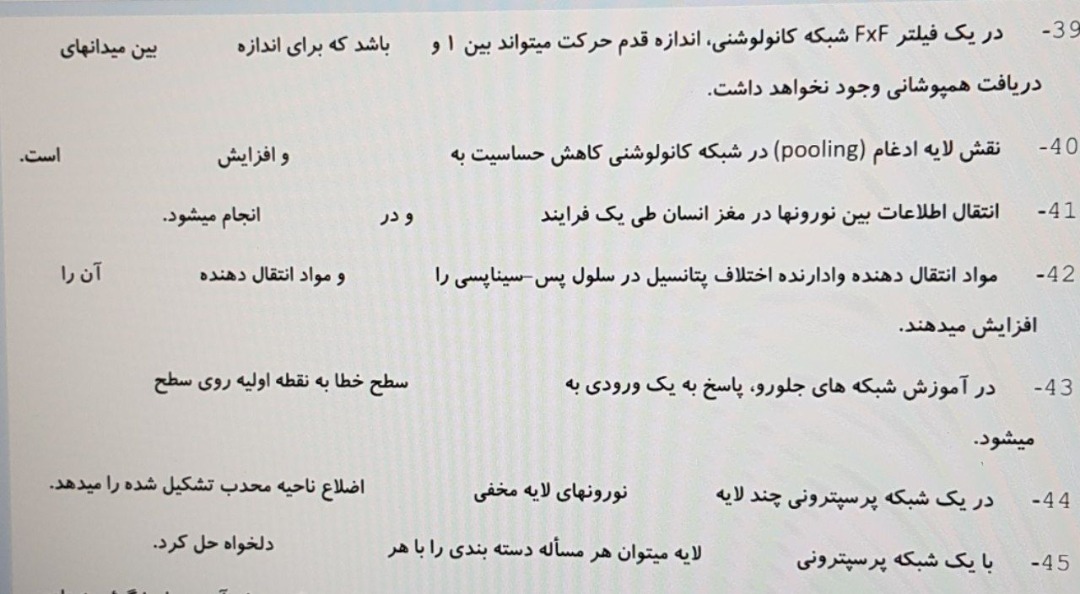 39- در یک فیلتر FxF شبکه کانولوشنی، اندازه قدم حرکت میتواند بین ۱ و باشد که برای اندازه بین میدانهای
دریافت همپوشانی وجود نخواهد داشت.
40- نقش لایه ادغام (pooling) در شبکه کانولوشنی کاهش حساسیت به و افزایش است.
41- انتقال اطلاعات بین نورونها در مغز انسان طی یک فرایند و در انجام میشود.
42- مواد انتقال دهنده وادارنده اختلاف پتانسیل در سلول پس-سیناپسی را و مواد انتقال دهنده آن را
افزایش میدهند.
43- در آموزش شبکه های جلورو، پاسخ به یک ورودی به سطح خطا به نقطه اولیه روی سطح
میشود.
44- در یک شبکه پرسپترونی چند لایه نورونهای لایه مخفی اضلاع ناحیه محدب تشکیل شده را میدهد.
45- با یک شبکه پرسپترونی لایه میتوان هر مسأله دسته بندی را با هر دلخواه حل کرد.